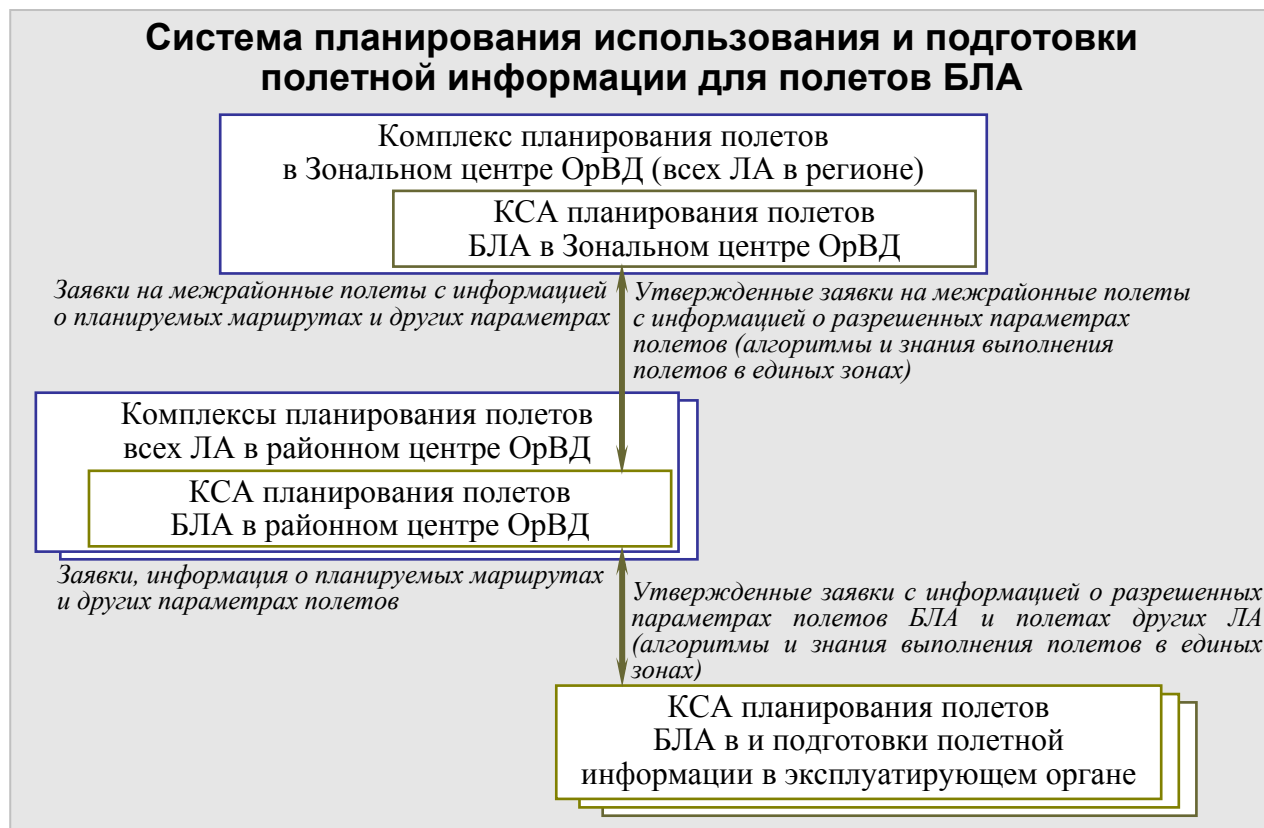 Система планирования использования и подготовки
полетной информации для полетов БЛА
Комплекс планирования полетов
в Зональном центре ОрВД (всех ЛА в регионе)
КСА планирования полетов
БЛА в Зональном центре ОрВД
Заявки на межрайонные полеты с информацией
о планируемых маршрутах и других параметрах
Утвержденные заявки на межрайонные полеты
с информацией о разрешенных параметрах
полетов (алгоритмы и знания выполнения
полетов в единых зонах)
Комплексы планирования полетов
всех ЛА в районном центре ОрВД
КСА планирования полетов
БЛА в районном центре ОрВД
Заявки, информация о планируемых маршрутах
и других параметрах полетов
Утвержденные заявки с информацией о разрешенных
параметрах полетов БЛА и полетах других ЛА
(алгоритмы и знания выполнения полетов в единых
зонах)
КСА планирования полетов
БЛА в и подготовки полетной
информации в эксплуатирующем органе